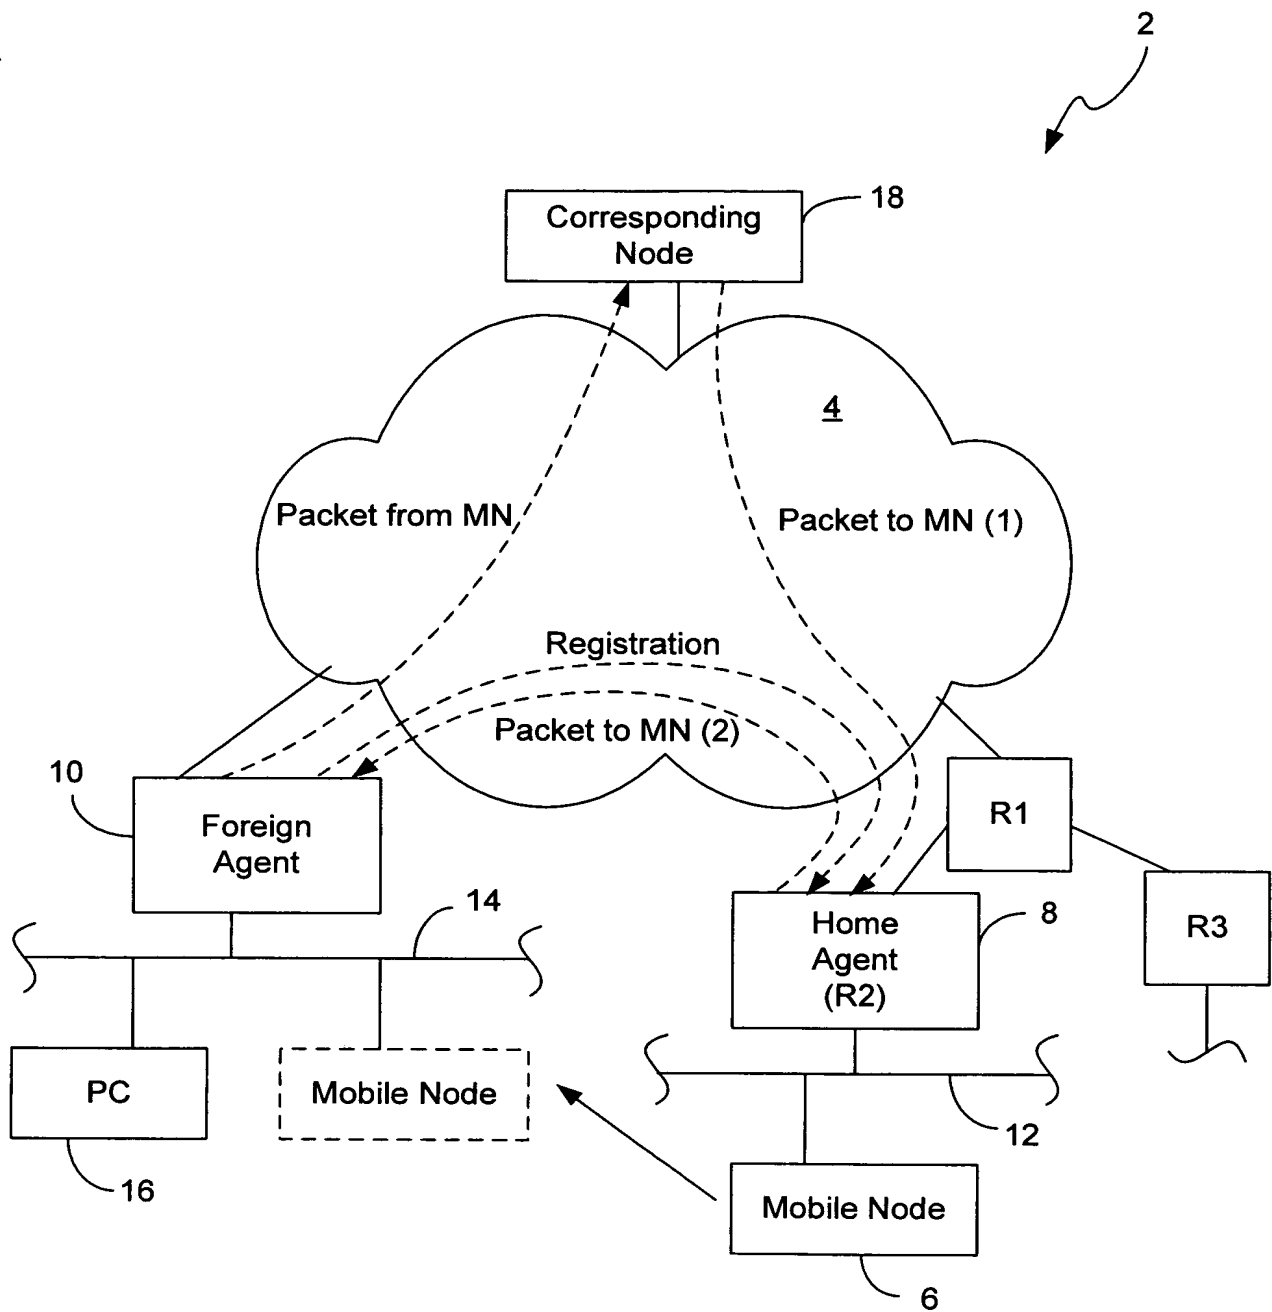 2
Corresponding
Node
18
4
Packet from MN
Packet to MN (1)
Registration
Packet to MN (2)
10
Foreign
Agent
R1
14
Home
Agent
(R2)
8
R3
PC
Mobile Node
12
16
Mobile Node
6